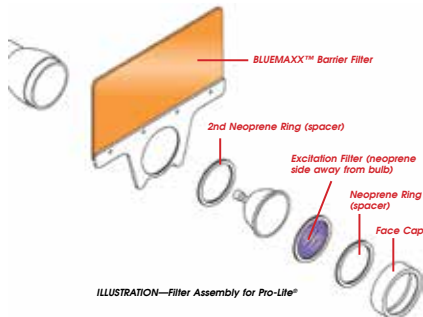 BLUEMAXX™ Barrier Filter
2nd Neoprene Ring (spacer)
Excitation Filter (neoprene
side away from bulb)
Neoprene Ring
(spacer)
Face Cap
ILLUSTRATION—Filter Assembly for Pro-Lite®